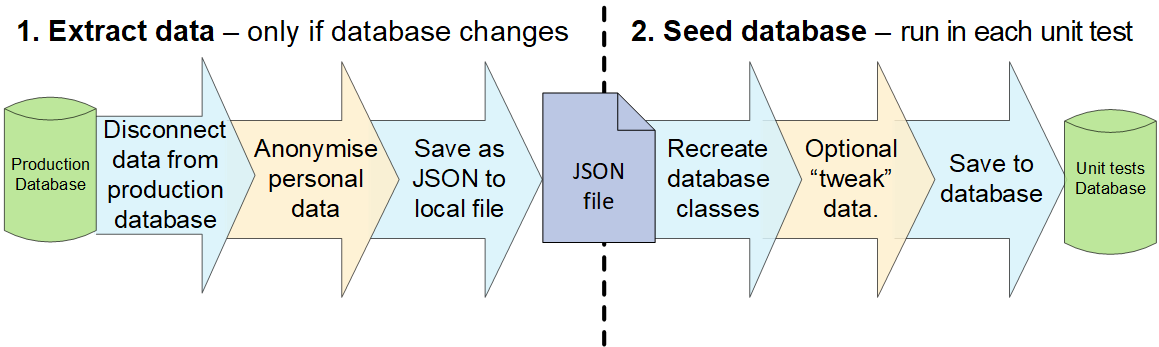 1. Extract data – only if database changes
2. Seed database – run in each unit test
Production
Database
Disconnect
data from
production
database
Anonymise
personal
data
Save as
JSON to
local file
JSON
file
Recreate
database
classes
Optional
“tweak”
data.
Save to
database
Unit tests
Database